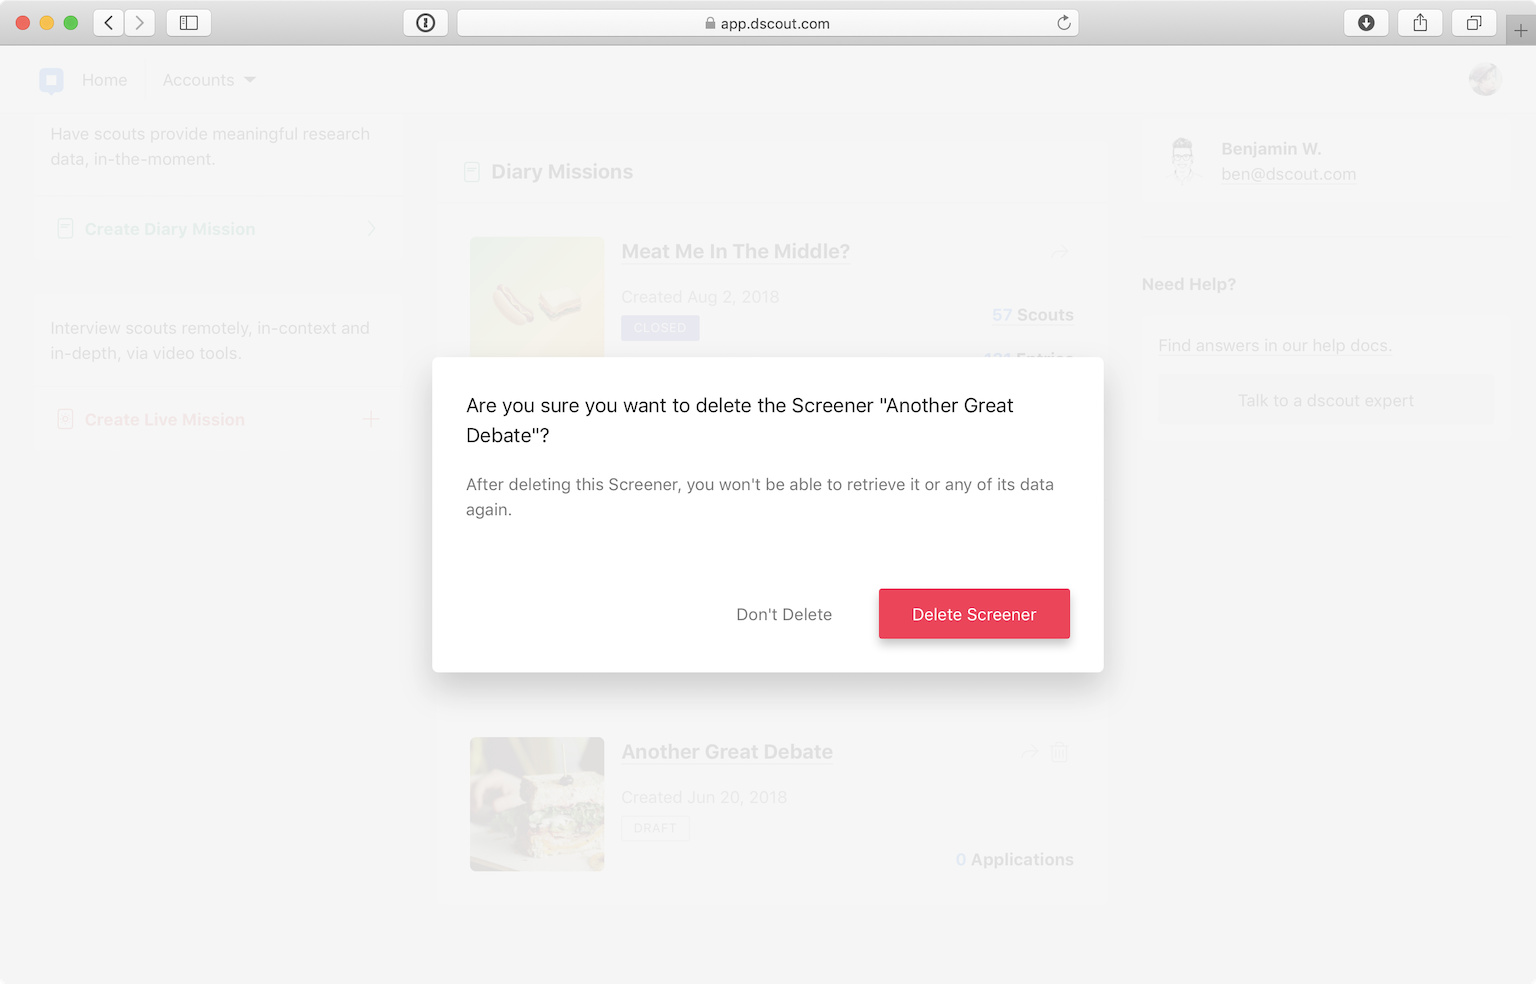 app.dscout.com
Home
Accounts
Have scouts provide meaningful research
data, in-the-moment.
Create Diary Mission
Interview scouts remotely, in-context and
in-depth, via video tools.
Create Live Mission
Diary Missions
Meat Me In The Middle?
Created Aug 2, 2018
CLOSED
57 Scouts
Entries
Benjamin W.
ben@dscout.com
Need Help?
Find answers in our help docs.
Talk to a dscout expert
Are you sure you want to delete the Screener "Another Great
Debate"?
After deleting this Screener, you won't be able to retrieve it or any of its data
again.
Don't Delete
Delete Screener
Another Great Debate
Created Jun 20, 2018
DRAFT
0 Applications